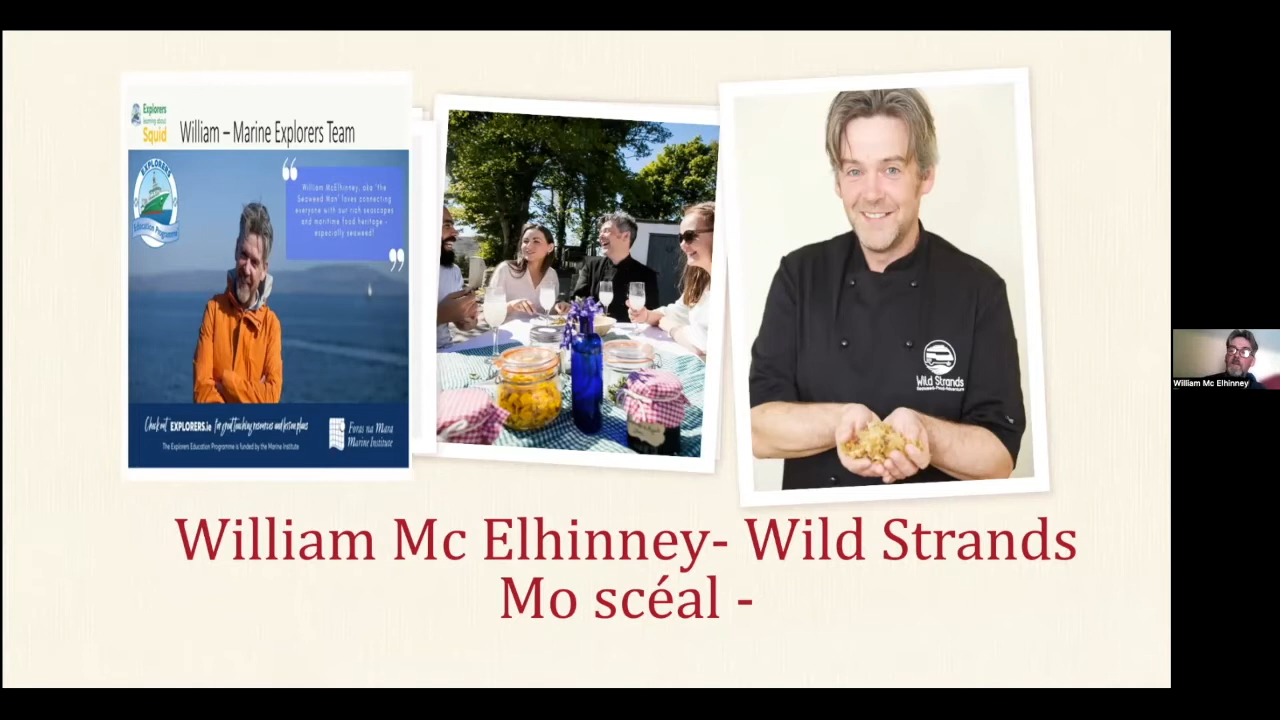 Explorers
learning about
Squid
William – Marine Explorers Team
EXPLORERS
Education Programme
William McElhinney, aka 'the
Seaweed Man' loves connecting
everyone with our rich seascapes
and maritime food heritage -
especially seaweed!
Check out EXPLORERS.ie for great teaching resources and lesson plans
The Explorers Education Programme is funded by the Marine Institute
Foras na Mara
Marine Institute
Wild Strands
William Mc Elhinney
William Mc Elhinney- Wild Strands
Mo scéal -